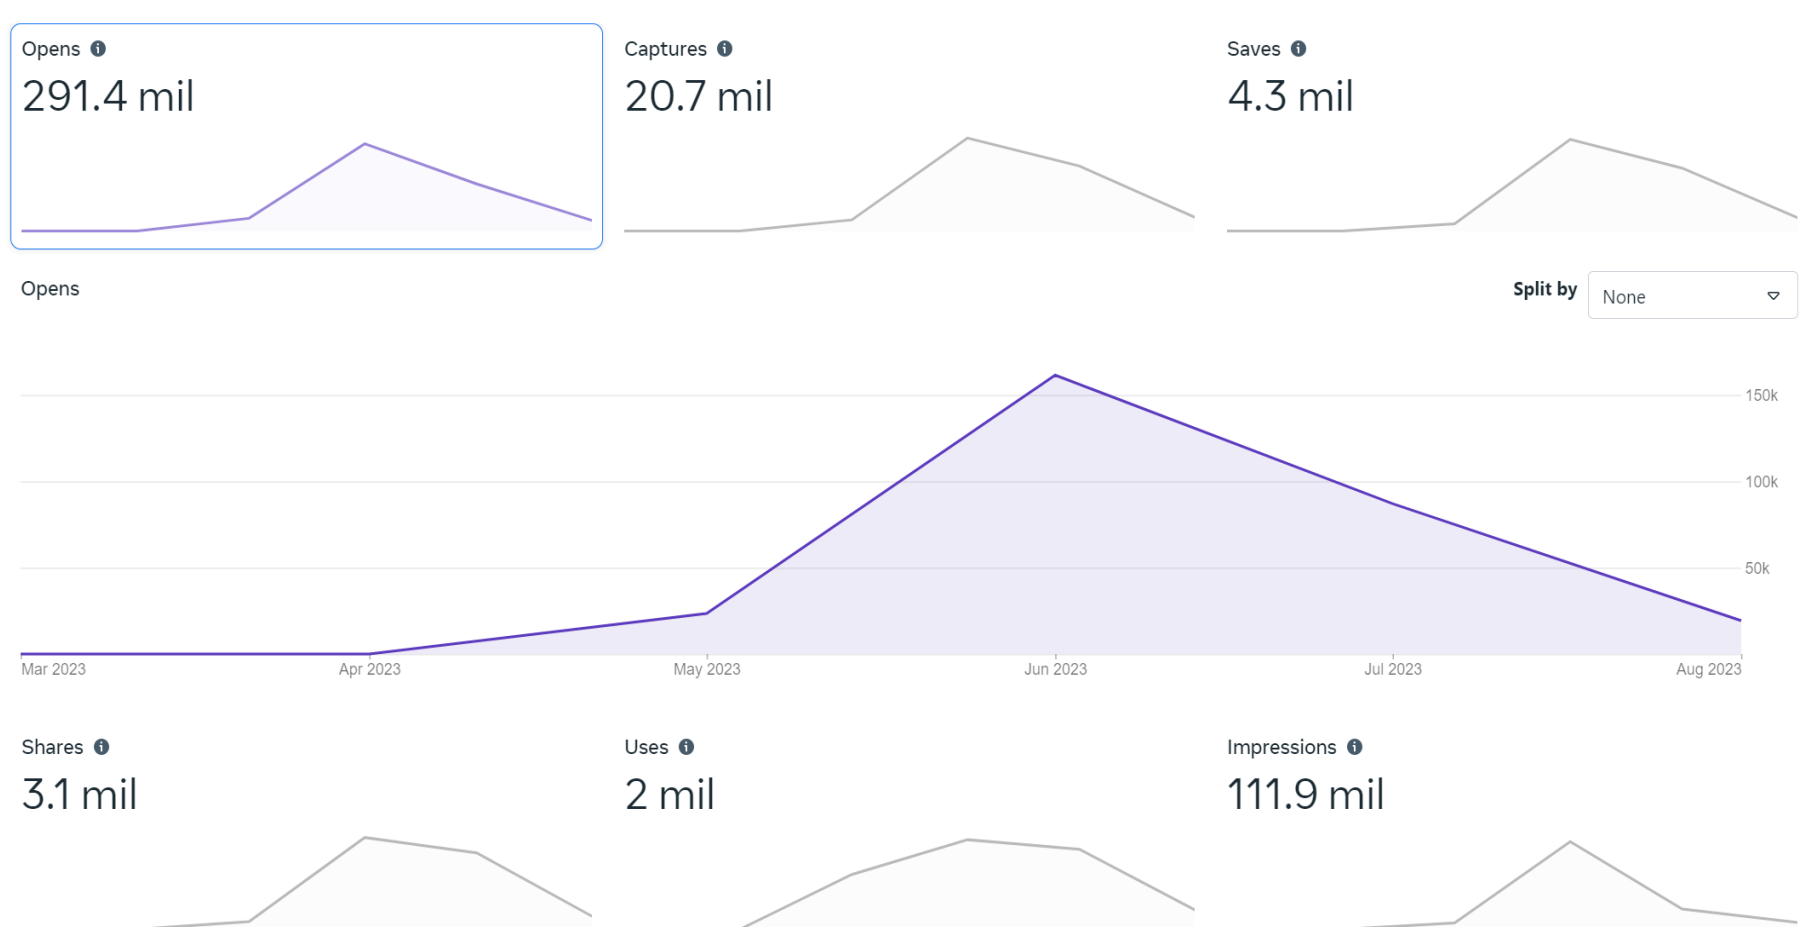 Opens
291.4 mil
Captures
20.7 mil
Saves
4.3 mil
Opens
Split by
None
150k
100k
50k
Mar 2023
Apr 2023
May 2023
Jun 2023
Jul 2023
Aug 2023
Shares
3.1 mil
Uses
2 mil
Impressions
111.9 mil